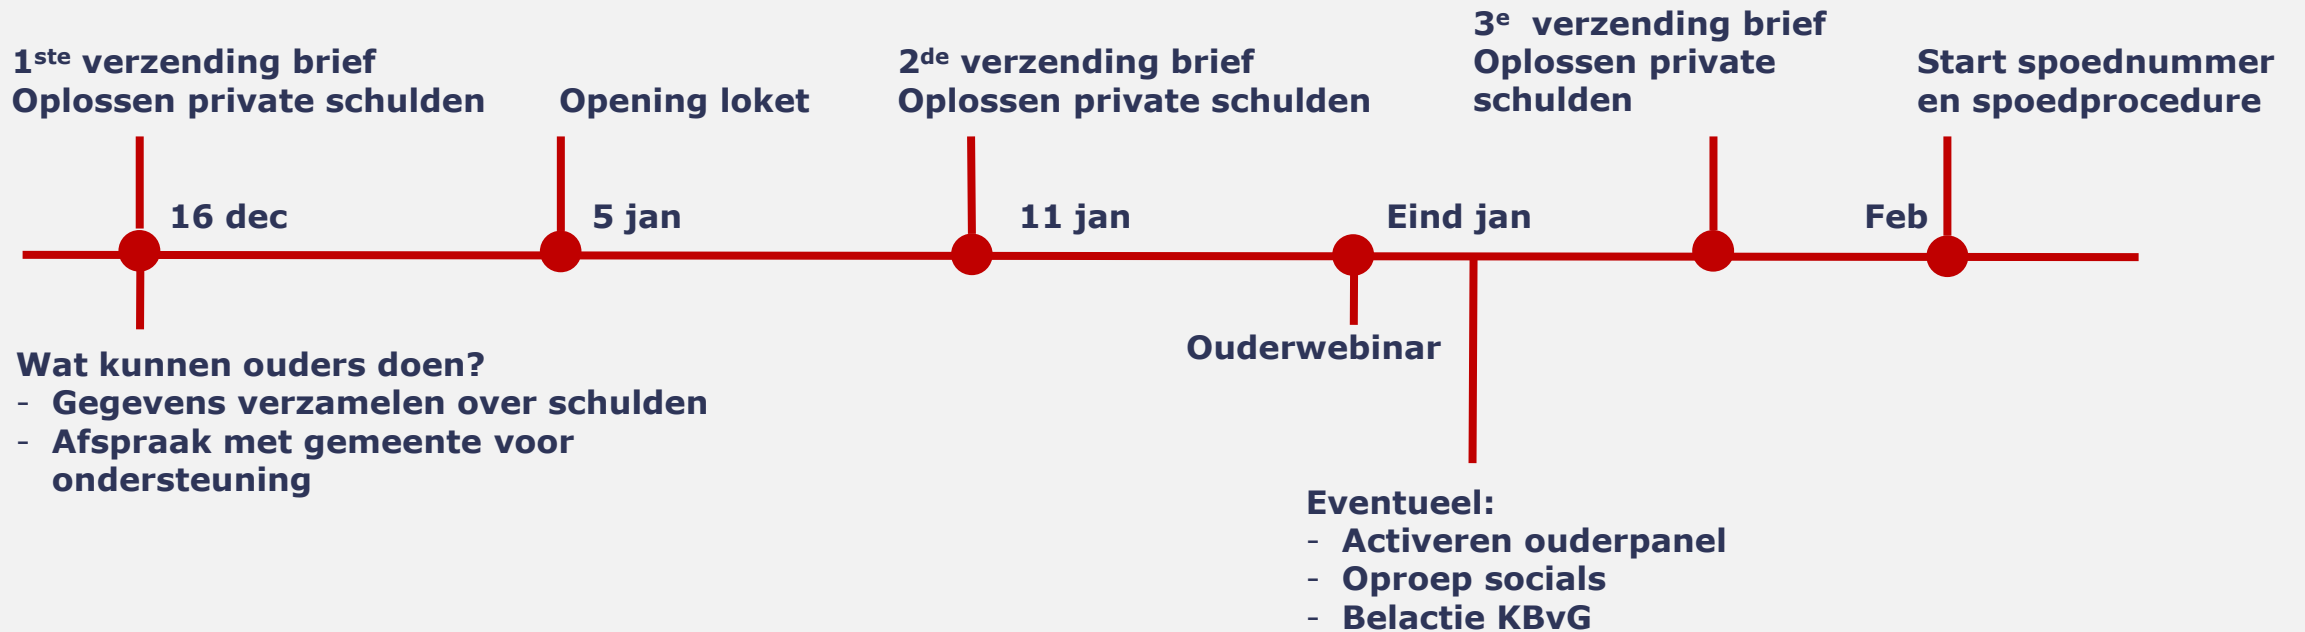 1ste verzending brief
Oplossen private schulden
Opening loket
2de verzending brief
Oplossen private schulden
3e verzending brief
Oplossen private
schulden
Start spoednummer
en spoedprocedure
16 dec
5 jan
11 jan
Eind jan
Feb
Wat kunnen ouders doen?
- Gegevens verzamelen over schulden
- Afspraak met gemeente voor
ondersteuning
Ouderwebinar
Eventueel:
- Activeren ouderpanel
- Oproep socials
- Belactie KBvG